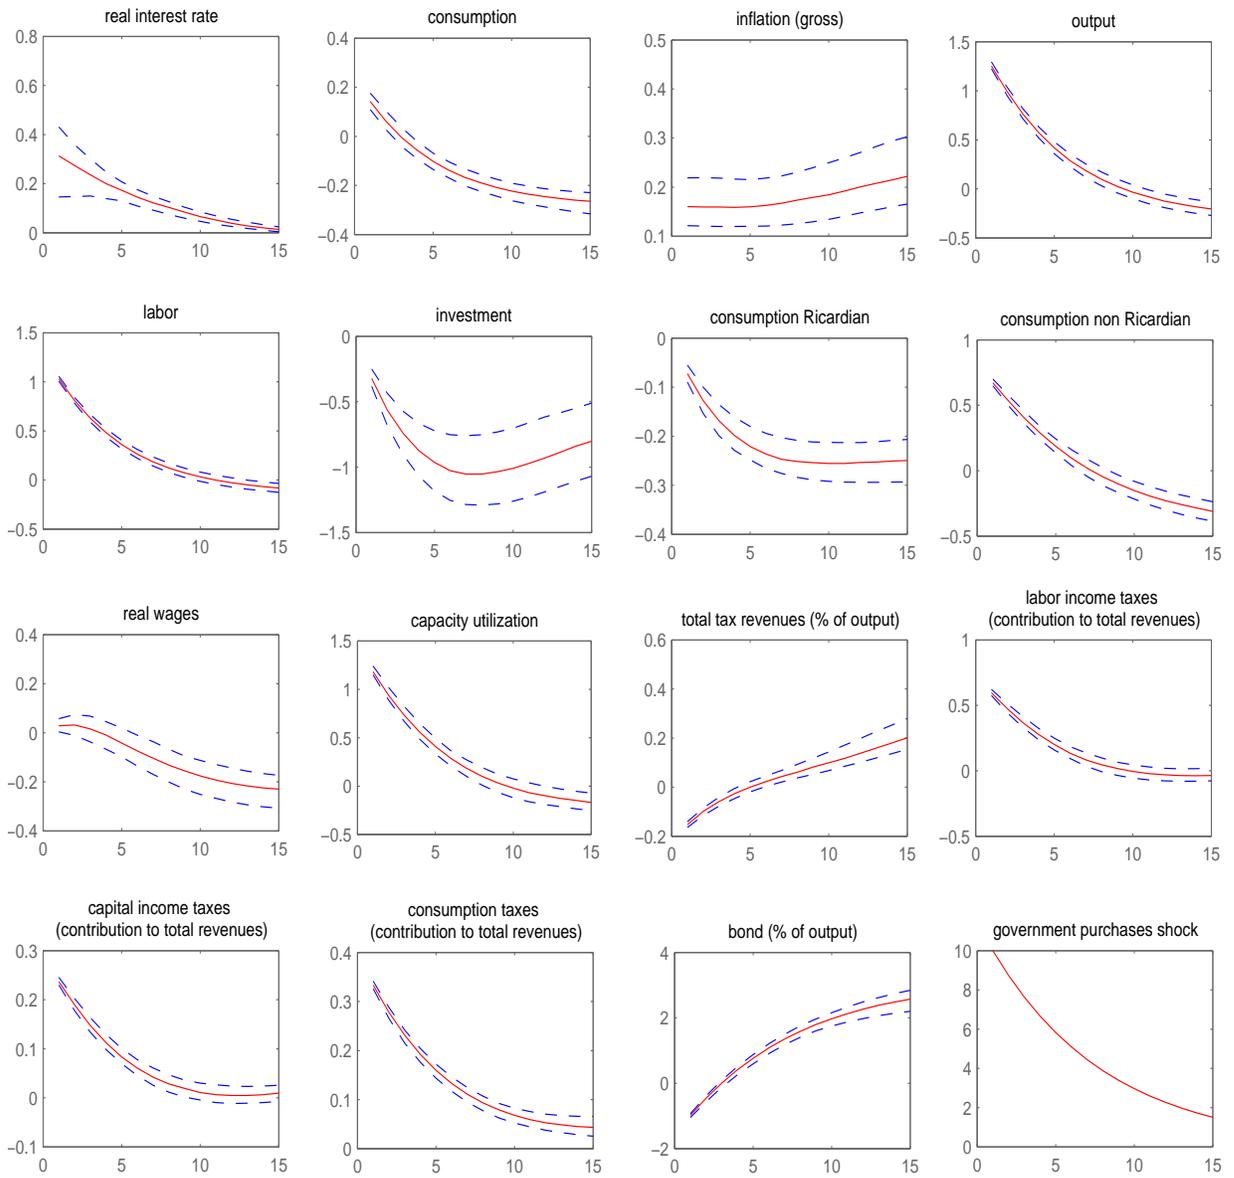 real interest rate
0.8
0.6
0.4
0.2
0
0 5 10 15
consumption
0.4
0.2
0
−0.2
−0.4
0 5 10 15
inflation (gross)
0.5
0.4
0.3
0.2
0.1
0 5 10 15
output
1.5
1
0.5
0
−0.5
0 5 10 15
labor
1.5
1
0.5
0
−0.5
0 5 10 15
investment
0
−0.5
−1
−1.5
0 5 10 15
consumption Ricardian
0
−0.1
−0.2
−0.3
−0.4
0 5 10 15
consumption non Ricardian
1
0.5
0
−0.5
0 5 10 15
real wages
0.4
0.2
0
−0.2
−0.4
0 5 10 15
capacity utilization
1.5
1
0.5
0
−0.5
0 5 10 15
total tax revenues (% of output)
0.6
0.4
0.2
0
−0.2
0 5 10 15
labor income taxes
(contribution to total revenues)
1
0.5
0
−0.5
0 5 10 15
capital income taxes
(contribution to total revenues)
0.3
0.2
0.1
0
−0.1
0 5 10 15
consumption taxes
(contribution to total revenues)
0.4
0.3
0.2
0.1
0
0 5 10 15
bond (% of output)
4
2
0
−2
0 5 10 15
government purchases shock
10
8
6
4
2
0
0 5 10 15